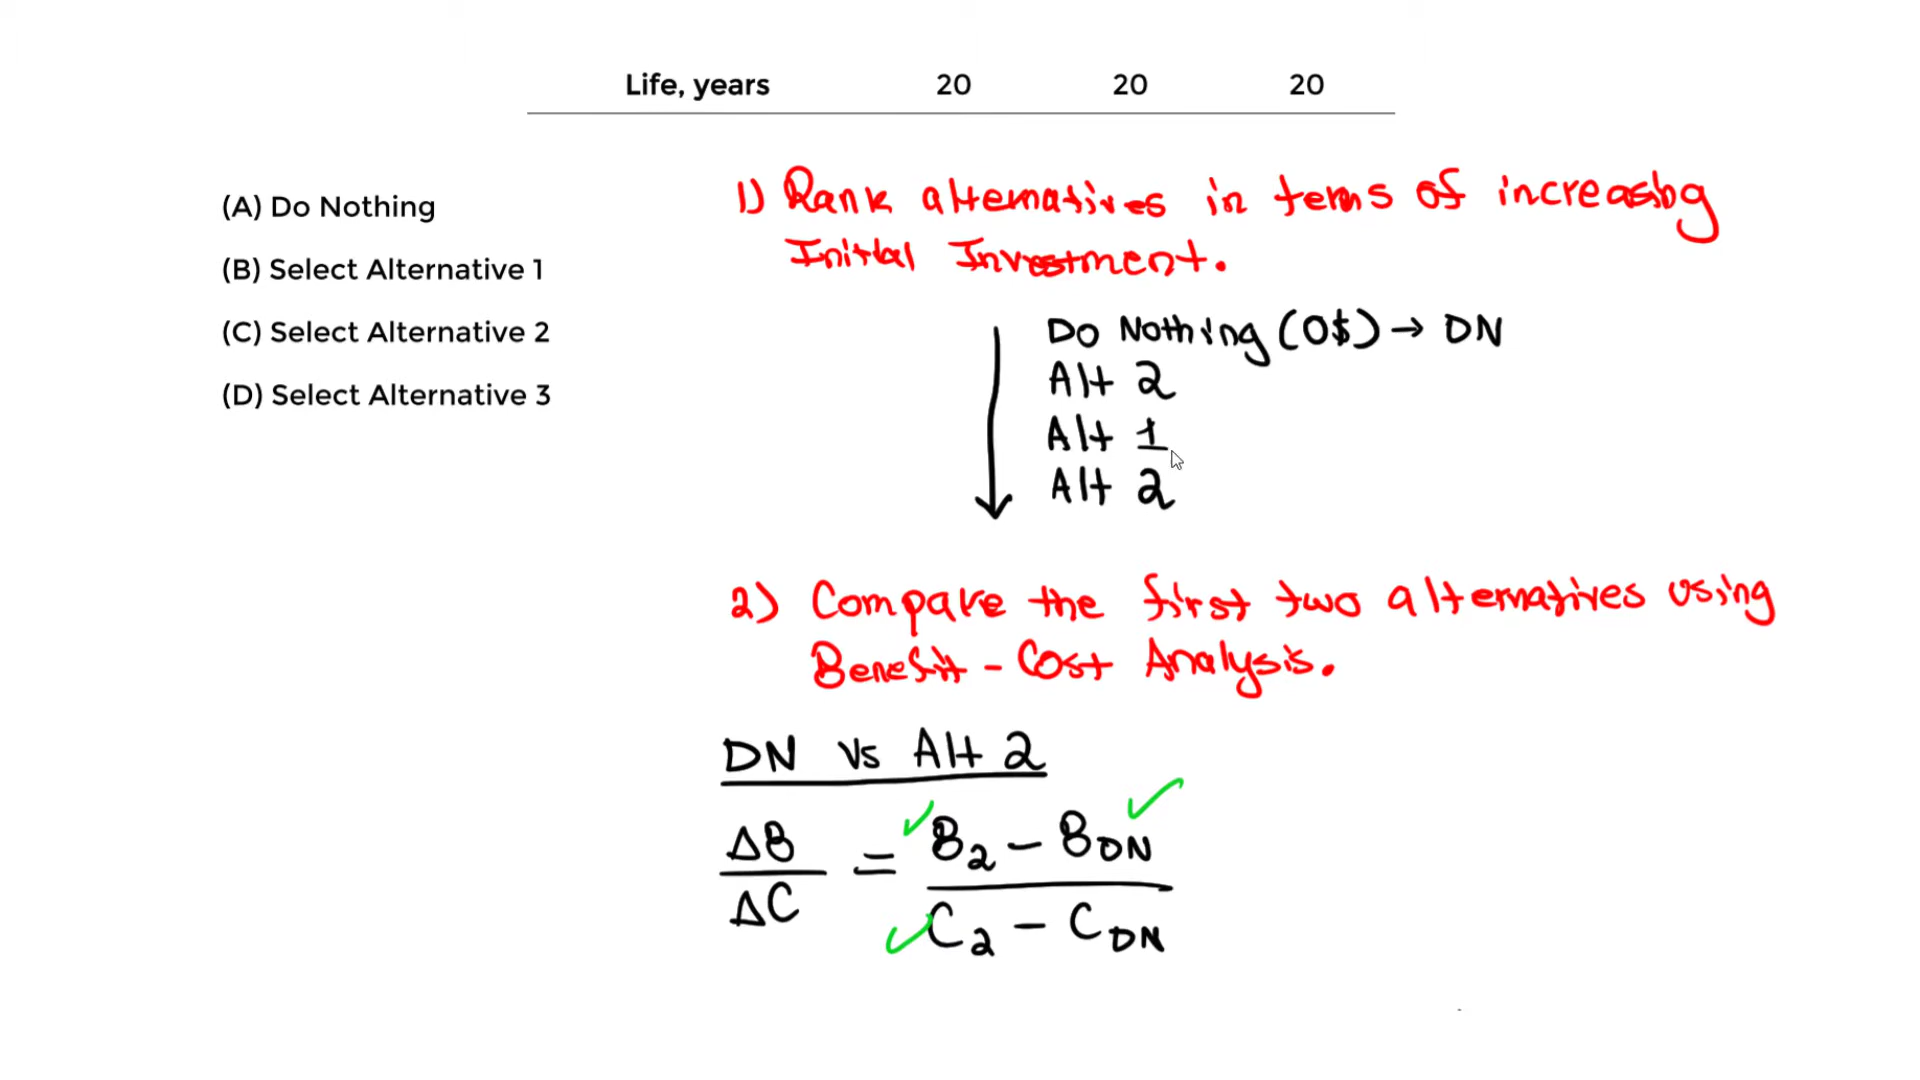 Life, years 20 20 20
(A) Do Nothing
(B) Select Alternative 1
(C) Select Alternative 2
(D) Select Alternative 3
1) Rank alternatives in terms of increasing
Initial Investment.
Do Nothing (0$) → DN
Alt 2
Alt 1
Alt 2
2) Compare the first two alternatives using
Benefit - Cost Analysis.
DN vs Alt 2
ΔB/ΔC = (B₂ - B_DN)/(C₂ - C_DN)